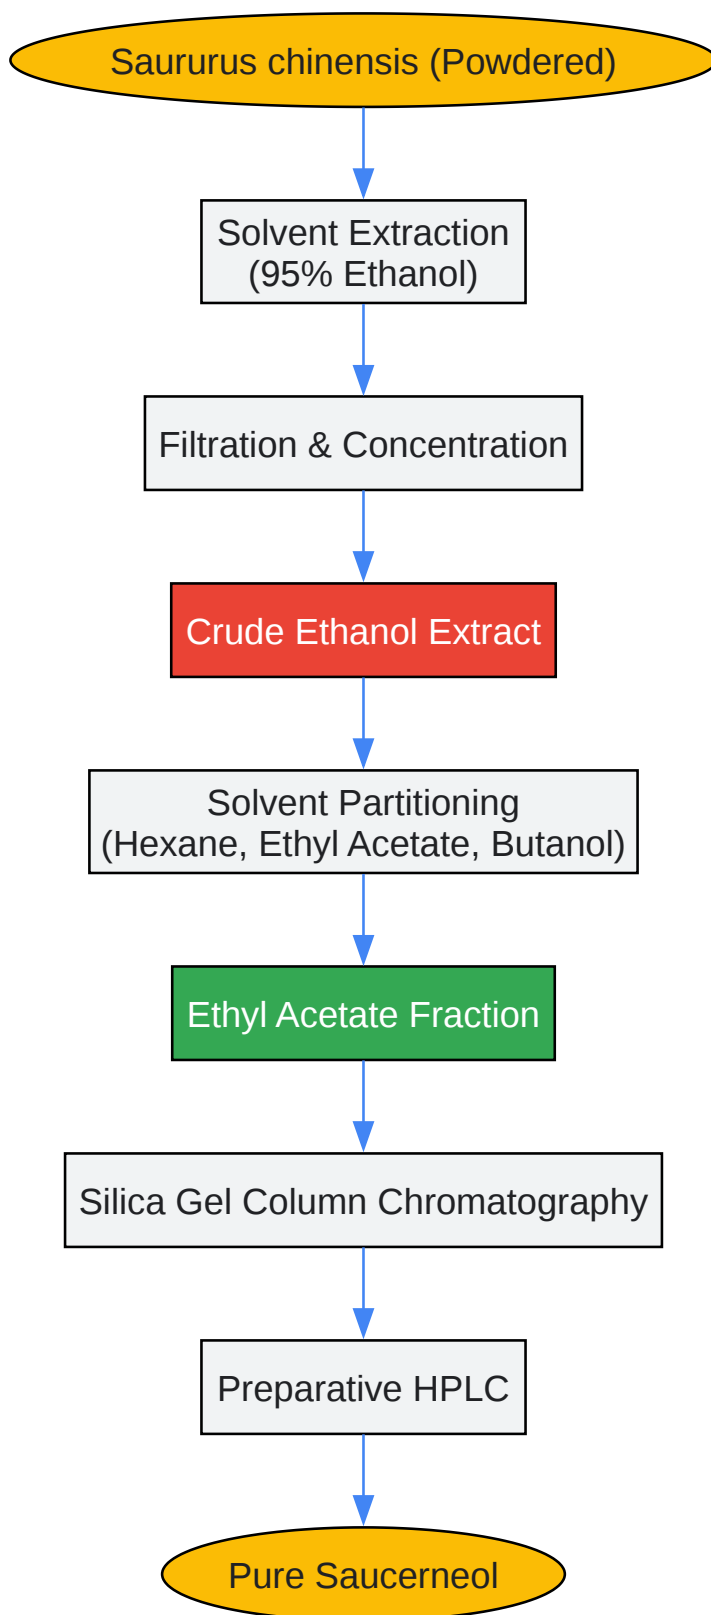 Saururus chinensis (Powdered)
Solvent Extraction
(95% Ethanol)
Filtration & Concentration
Crude Ethanol Extract
Solvent Partitioning
(Hexane, Ethyl Acetate, Butanol)
Ethyl Acetate Fraction
Silica Gel Column Chromatography
Preparative HPLC
Pure Saucerneol